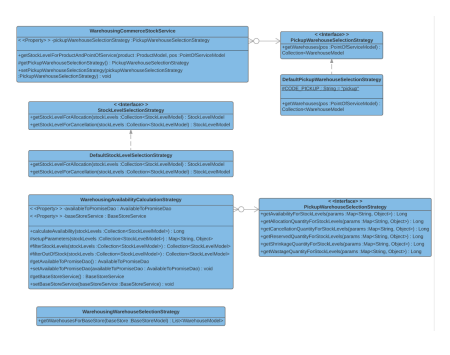 WarehousingCommerceStockService
< <Property> > -pickupWarehouseSelectionStrategy : PickupWarehouseSelectionStrategy
+getStockLevelForProductAndPointOfService(product : ProductModel, pos : PointOfServiceModel)
#getPickupWarehouseSelectionStrategy() : PickupWarehouseSelectionStrategy
+setPickupWarehouseSelectionStrategy(pickupWarehouseSelectionStrategy
: PickupWarehouseSelectionStrategy) : void
< <Interface> >
PickupWarehouseSelectionStrategy
+getWarehouses(pos : PointOfServiceModel) :
Collection<WarehouseModel>
DefaultPickupWarehouseSelectionStrategy
#CODE_PICKUP : String = "pickup"
+getWarehouses(pos : PointOfServiceModel) :
Collection<WarehouseModel>
< <Interface> >
StockLevelSelectionStrategy
+getStockLevelForAllocation(stockLevels : Collection<StockLevelModel>) : StockLevelModel
+getStockLevelForCancellation(stockLevels : Collection<StockLevelModel>) : StockLevelModel
DefaultStockLevelSelectionStrategy
+getStockLevelForAllocation(stockLevels : Collection<StockLevelModel>) : StockLevelModel
+getStockLevelForCancellation(stockLevels : Collection<StockLevelModel>) : StockLevelModel
WarehousingAvailabilityCalculationStrategy
< <Property> > -availableToPromiseDao : AvailableToPromiseDao
< <Property> > -baseStoreService : BaseStoreService
+calculateAvailability(stockLevels : Collection<StockLevelModel>) : Long
#setupParameters(stockLevels : Collection<StockLevelModel>) : Map<String, Object>
#filterStockLevels(stockLevels : Collection<StockLevelModel>) : Collection<StockLevelModel>
#filterOutOfStock(stockLevels : Collection<StockLevelModel>) : Collection<StockLevelModel>
#getAvailableToPromiseDao() : AvailableToPromiseDao
+setAvailableToPromiseDao(availableToPromiseDao : AvailableToPromiseDao) : void
#getBaseStoreService() : BaseStoreService
+setBaseStoreService(baseStoreService : BaseStoreService) : void
< <Interface> >
PickupWarehouseSelectionStrategy
+getAvailabilityForStockLevels(params : Map<String, Object>) : Long
+getAllocationQuantityForStockLevels(params : Map<String, Object>) : Long
+getCancellationQuantityForStockLevels(params : Map<String, Object>) : Long
+getReservedQuantityForStockLevels(params : Map<String, Object>) : Long
+getShrinkageQuantityForStockLevels(params : Map<String, Object>) : Long
+getWastageQuantityForStockLevels(params : Map<String, Object>) : Long
WarehousingWarehouseSelectionStrategy
+getWarehousesForBaseStore(baseStore : BaseStoreModel) : List<WarehouseModel>